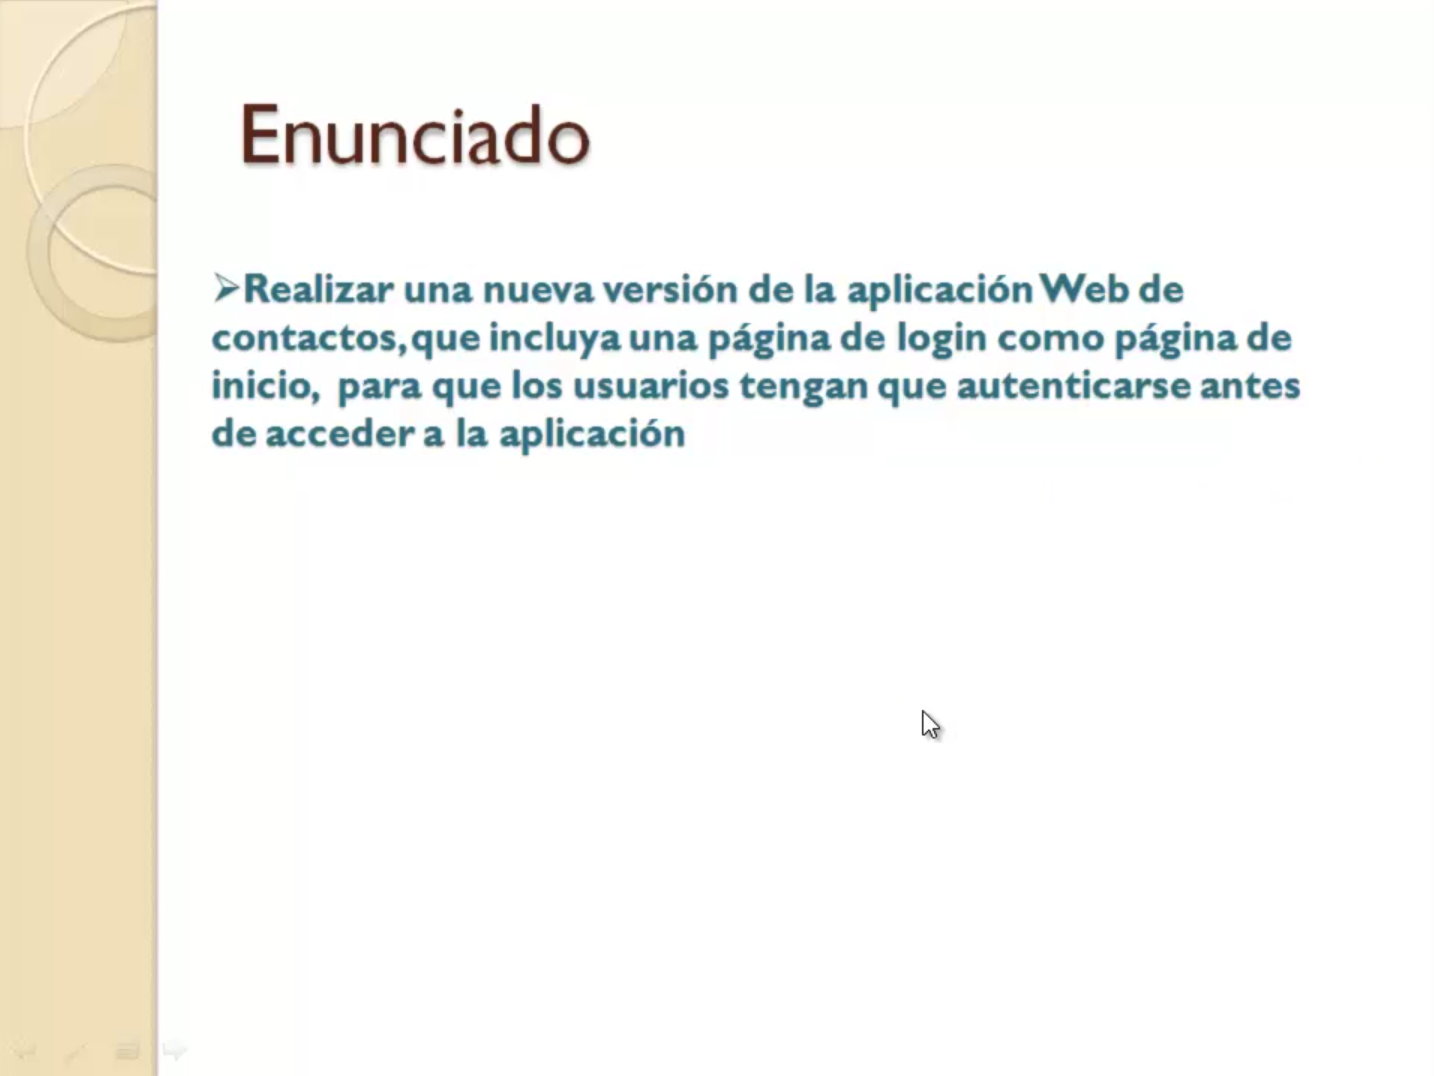 Enunciado
➢Realizar una nueva versión de la aplicación Web de
contactos, que incluya una página de login como página de
inicio, para que los usuarios tengan que autenticarse antes
de acceder a la aplicación